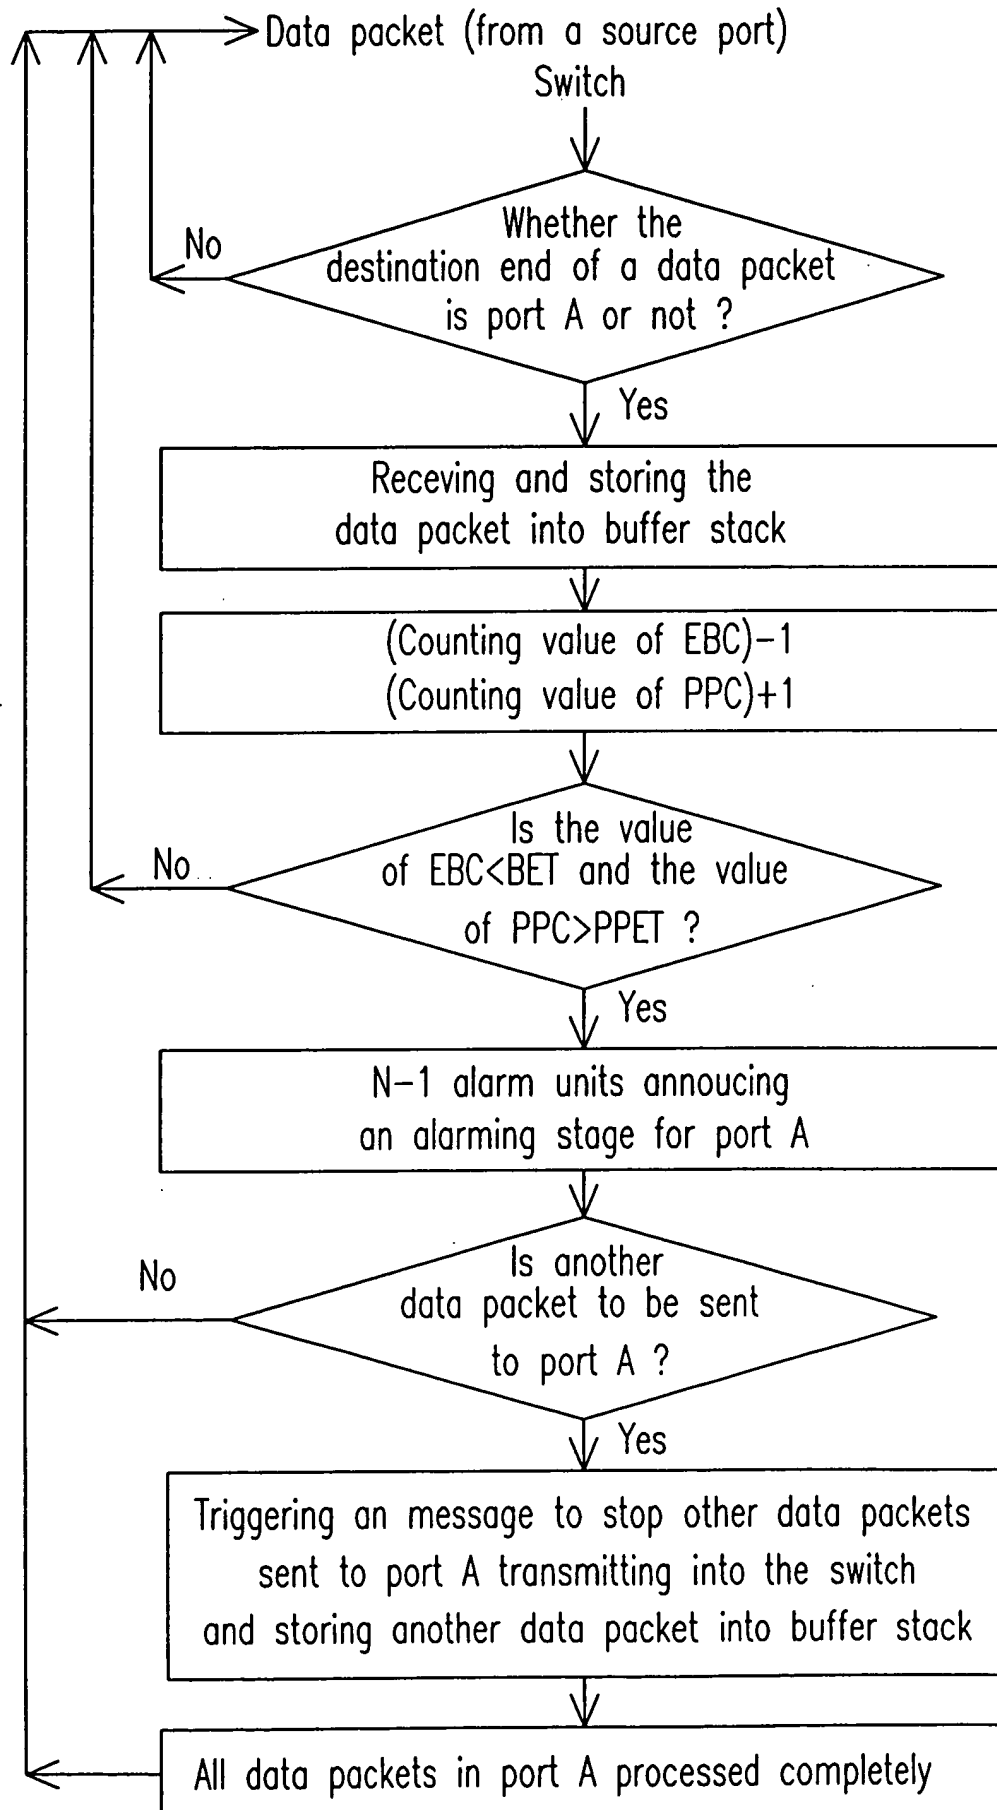 Data packet (from a source port)
Switch
Whether the
destination end of a data packet
is port A or not ?
No
Yes
Receving and storing the
data packet into buffer stack
(Counting value of EBC)-1
(Counting value of PPC)+1
Is the value
of EBC<BET and the value
of PPC>PPET ?
No
Yes
N-1 alarm units annoucing
an alarming stage for port A
Is another
data packet to be sent
to port A ?
No
Yes
Triggering an message to stop other data packets
sent to port A transmitting into the switch
and storing another data packet into buffer stack
All data packets in port A processed completely